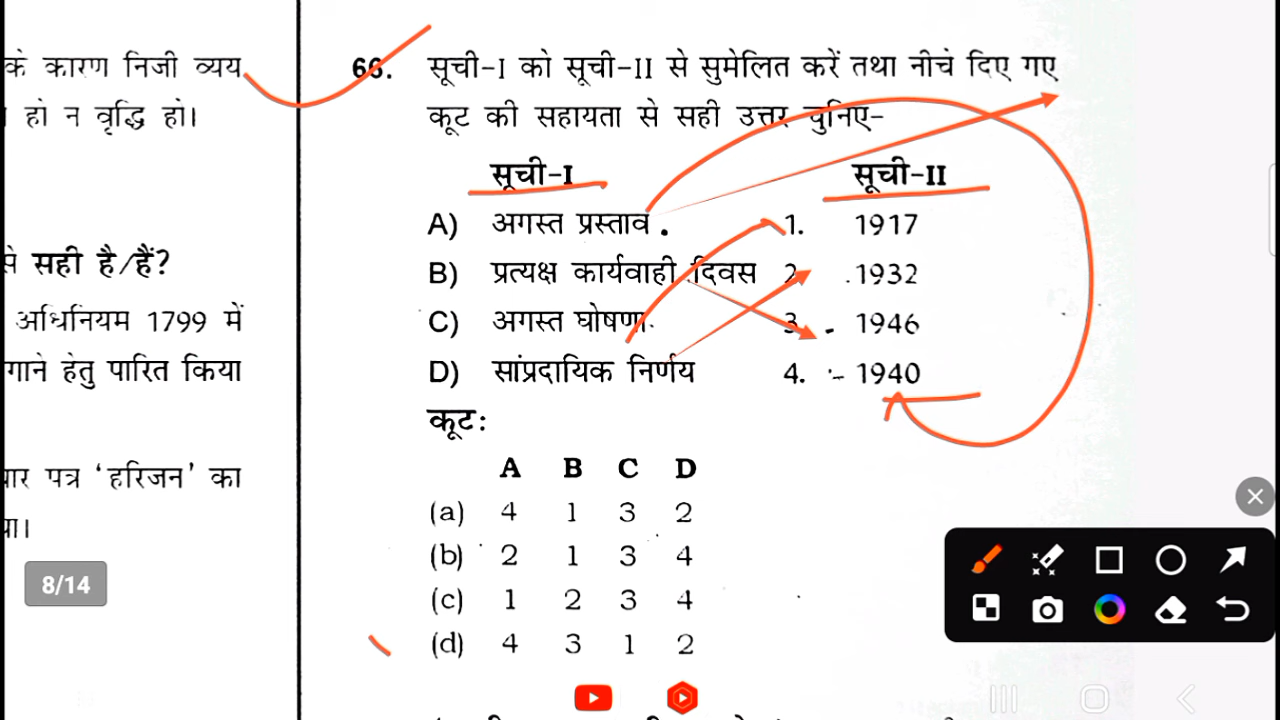 के कारण निजी व्यय
हो न वृद्धि हो।
से सही है/हैं?
अधिनियम 1799 में
गाने हेतु पारित किया
पत्र ‘हरिजन’ का
8/14
66. सूची-I को सूची-II से सुमेलित करें तथा नीचे दिए गए
कूट की सहायता से सही उत्तर चुनिए-
सूची-I सूची-II
A) अगस्त प्रस्ताव . 1. 1917
B) प्रत्यक्ष कार्यवाही दिवस 2. 1932
C) अगस्त घोषणा 3. 1946
D) सांप्रदायिक निर्णय 4. 1940
कूट:
A B C D
(a) 4 1 3 2
(b) 2 1 3 4
(c) 1 2 3 4
(d) 4 3 1 2